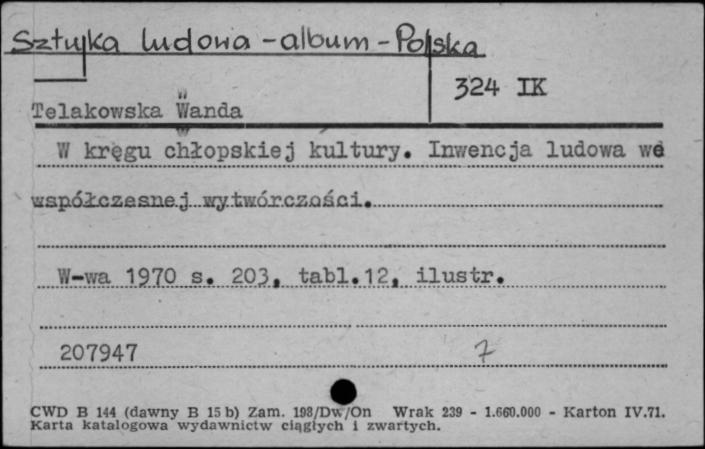 Sztuka ludowa - album - Polska
324 IK
Telakowska Wanda
W kręgu chłopskiej kultury. Inwencja ludowa we
współczesnej wytwórczości.
W-wa 1970 s. 203, tabl.12, ilustr.
207947 7
CWD B 144 (dawny B 15 b) Zam. 198/Dw/On Wrak 239 - 1.660.000 - Karton IV.71.
Karta katalogowa wydawnictw ciągłych i zwartych.